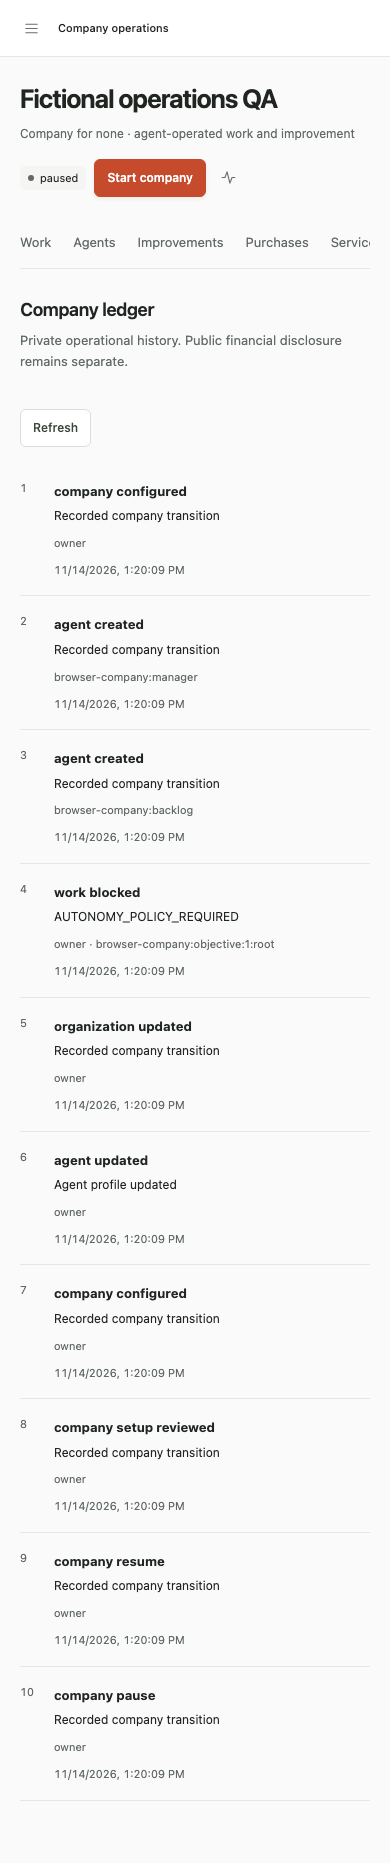 Company operations
Fictional operations QA
Company for none · agent-operated work and improvement
paused
Start company
Work Agents Improvements Purchases Service
Company ledger
Private operational history. Public financial disclosure
remains separate.
Refresh
1
company configured
Recorded company transition
owner
11/14/2026, 1:20:09 PM
2
agent created
Recorded company transition
browser-company:manager
11/14/2026, 1:20:09 PM
3
agent created
Recorded company transition
browser-company:backlog
11/14/2026, 1:20:09 PM
4
work blocked
AUTONOMY_POLICY_REQUIRED
owner · browser-company:objective:1:root
11/14/2026, 1:20:09 PM
5
organization updated
Recorded company transition
owner
11/14/2026, 1:20:09 PM
6
agent updated
Agent profile updated
owner
11/14/2026, 1:20:09 PM
7
company configured
Recorded company transition
owner
11/14/2026, 1:20:09 PM
8
company setup reviewed
Recorded company transition
owner
11/14/2026, 1:20:09 PM
9
company resume
Recorded company transition
owner
11/14/2026, 1:20:09 PM
10
company pause
Recorded company transition
owner
11/14/2026, 1:20:09 PM